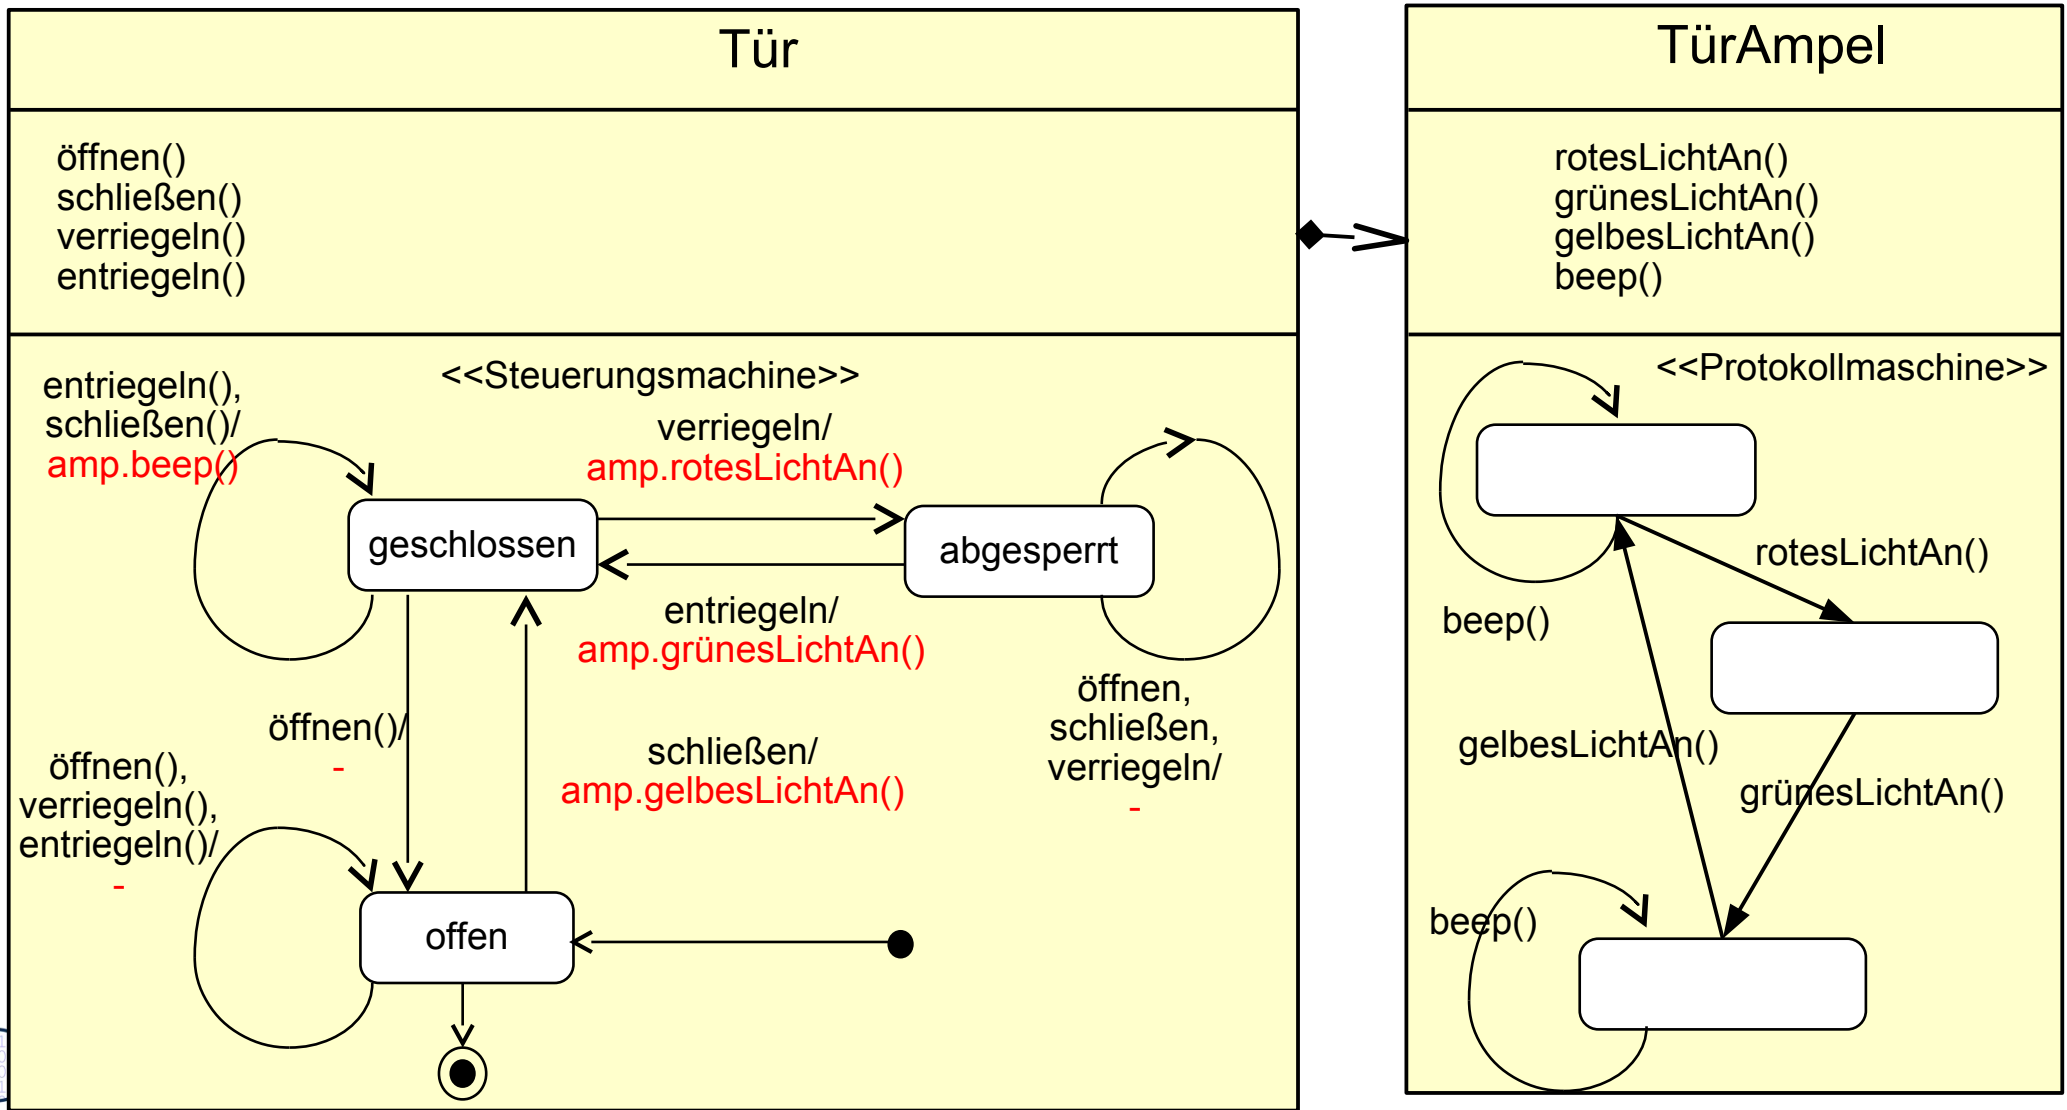 Tür
öffnen()
schließen()
verriegeln()
entriegeln()
<<Steuerungsmachine>>
entriegeln(),
schließen()/
amp.beep()
verriegeln/
amp.rotesLichtAn()
geschlossen
abgesperrt
entriegeln/
amp.grünesLichtAn()
öffnen,
schließen,
verriegeln/
-
öffnen()/
-
schließen/
amp.gelbesLichtAn()
öffnen(),
verriegeln(),
entriegeln()/
-
offen
TürAmpel
rotesLichtAn()
grünesLichtAn()
gelbesLichtAn()
beep()
<<Protokollmaschine>>
rotesLichtAn()
beep()
gelbesLichtAn()
grünesLichtAn()
beep()